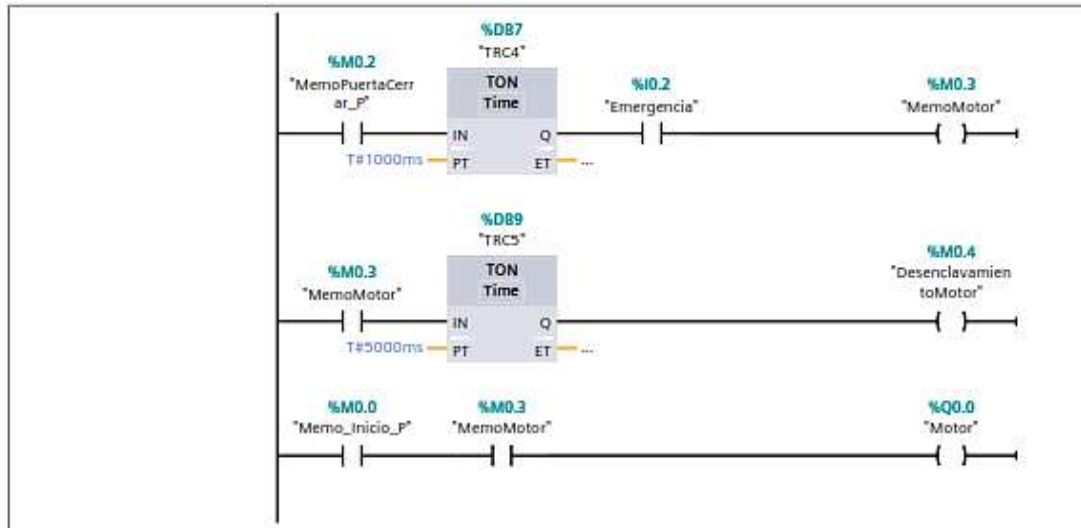 %DB7
"TRC4"
%M0.2
"MemoPuertaCerr
ar_P"
TON
Time
%I0.2
"Emergencia"
%M0.3
"MemoMotor"
IN
Q
T#1000ms
PT
ET
...
%DB9
"TRC5"
%M0.3
"MemoMotor"
TON
Time
%M0.4
"Desenclavamien
toMotor"
IN
Q
T#5000ms
PT
ET
...
%M0.0
"Memo_Inicio_P"
%M0.3
"MemoMotor"
%Q0.0
"Motor"